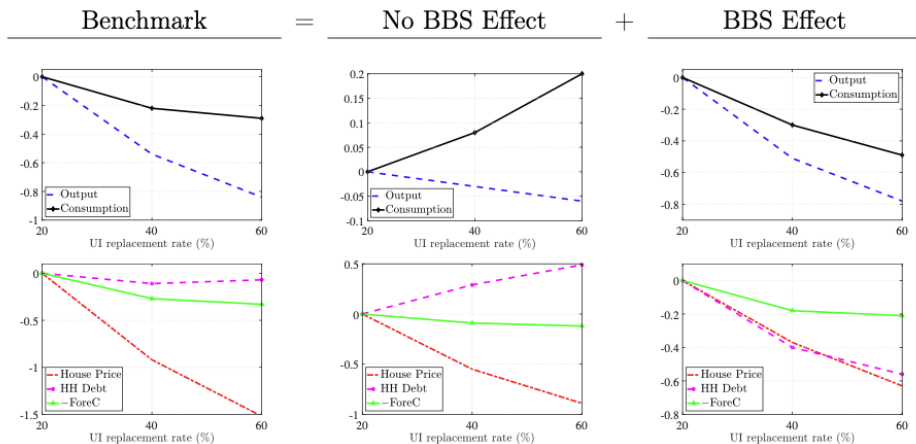 Benchmark = No BBS Effect + BBS Effect
0
-0.2
-0.4
-0.6
-0.8
-1
Output
Consumption
20 40 60
UI replacement rate (%)
0.2
0.15
0.1
0.05
0
-0.05
-0.1
Output
Consumption
20 40 60
UI replacement rate (%)
0
-0.2
-0.4
-0.6
-0.8
Output
Consumption
20 40 60
UI replacement rate (%)
0
-0.5
-1
-1.5
House Price
HH Debt
−ForeC
20 40 60
UI replacement rate (%)
0.5
0
-0.5
-1
House Price
HH Debt
−ForeC
20 40 60
UI replacement rate (%)
0
-0.2
-0.4
-0.6
-0.8
House Price
HH Debt
−ForeC
20 40 60
UI replacement rate (%)